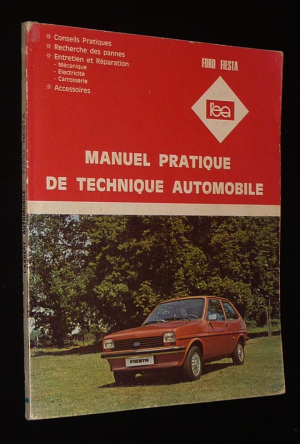 * Conseils Pratiques
* Recherche des pannes
* Entretien et Réparation
- Mécanique
- Electricité
- Carrosserie
* Accessoires
FORD FIESTA
lea
MANUEL PRATIQUE
DE TECHNIQUE AUTOMOBILE
FIESTA